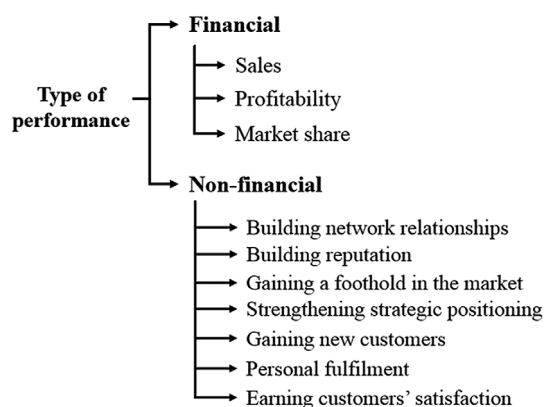 Type of
performance
Financial
Sales
Profitability
Market share
Non-financial
Building network relationships
Building reputation
Gaining a foothold in the market
Strengthening strategic positioning
Gaining new customers
Personal fulfilment
Earning customers’ satisfaction